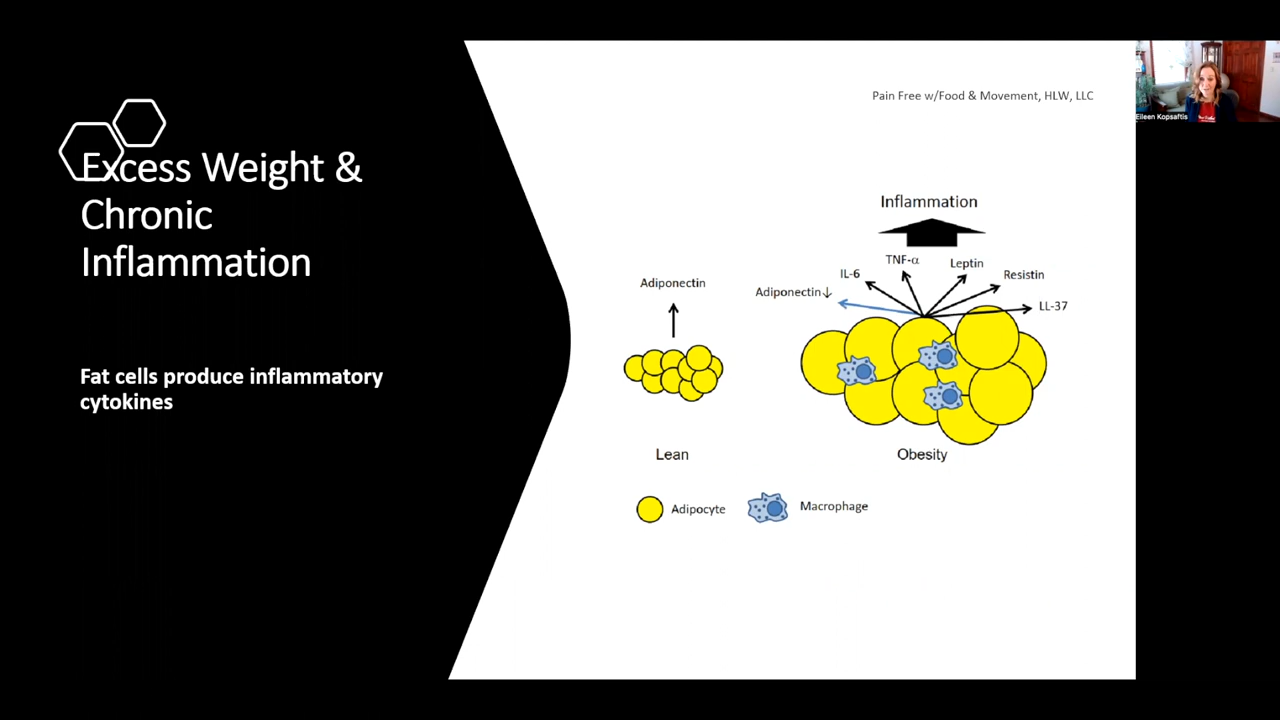 Excess Weight &
Chronic
Inflammation
Fat cells produce inflammatory
cytokines
Pain Free w/Food & Movement, HLW, LLC
Inflammation
TNF-α
Leptin
IL-6
Resistin
Adiponectin
Adiponectin↓
LL-37
Lean
Obesity
Adipocyte
Macrophage
Eileen Kopsaftis